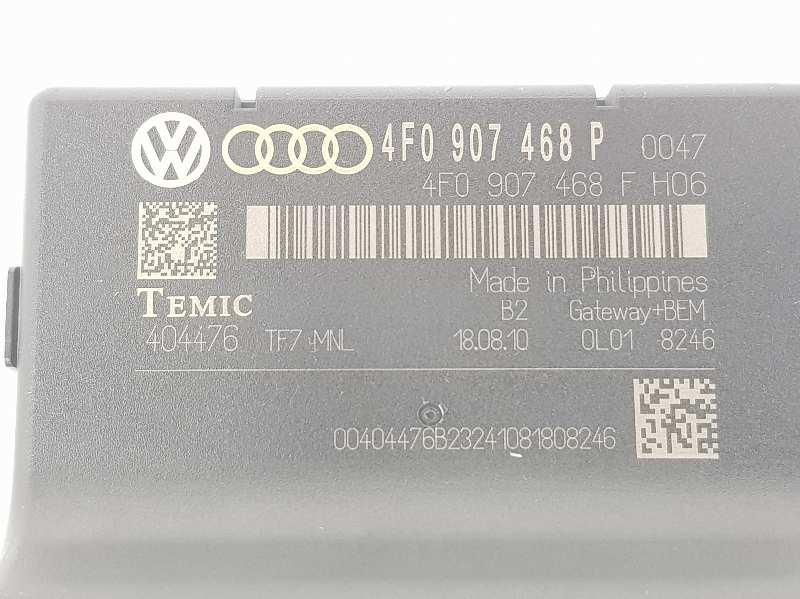 4F0 907 468 P 0047
4F0 907 468 F H06
Made in Philippines
TEMIC B2 Gateway+BEM
404476 TF7 MNL 18.08.10 0L01 8246
00404476B23241081808246